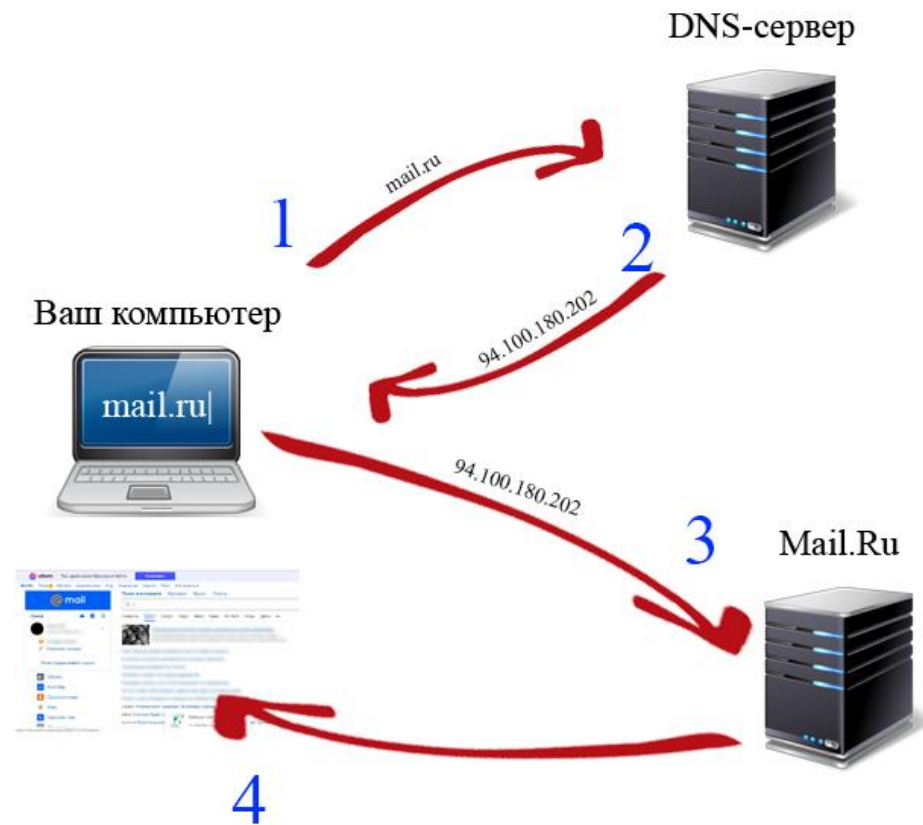 DNS-сервер
mail.ru
1
2
Ваш компьютер
94.100.180.202
mail.ru|
94.100.180.202
3
Mail.Ru
@ mail
4